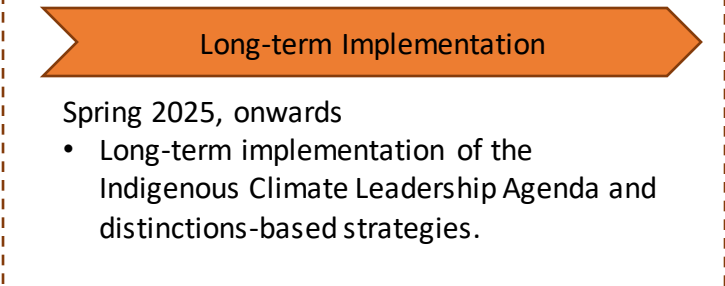 Long-term Implementation
Spring 2025, onwards
• Long-term implementation of the
Indigenous Climate Leadership Agenda and
distinctions-based strategies.